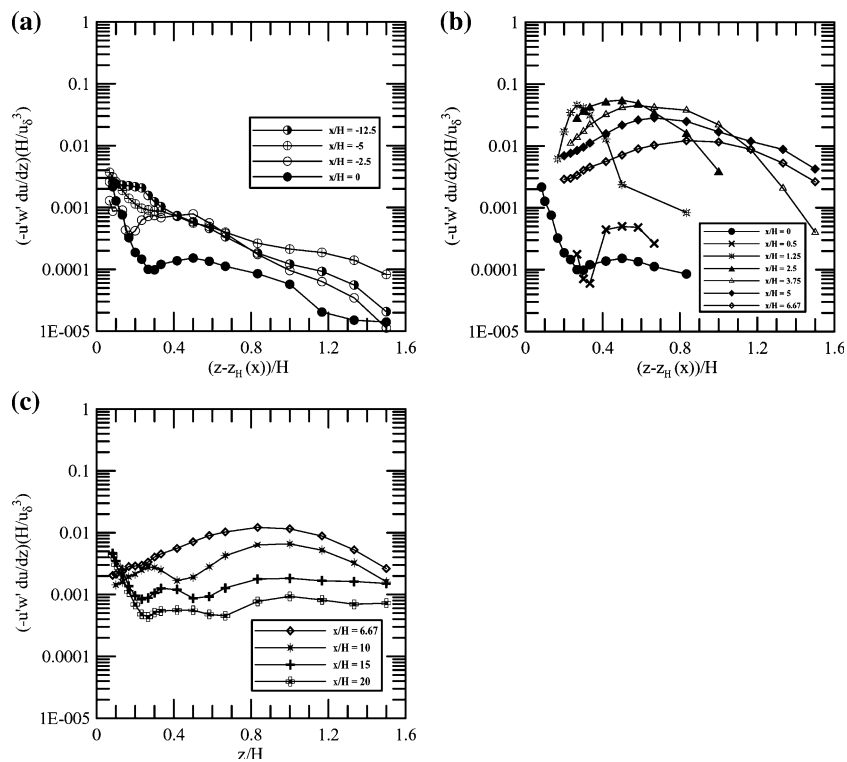 (a)
1
0.1
0.01
0.001
0.0001
1E-005
(-u'w' du/dz)(H/u_δ^3)
x/H = -12.5
x/H = -5
x/H = -2.5
x/H = 0
0 0.4 0.8 1.2 1.6
(z-z_H (x))/H
(b)
1
0.1
0.01
0.001
0.0001
1E-005
(-u'w' du/dz)(H/u_δ^3)
x/H = 0
x/H = 0.5
x/H = 1.25
x/H = 2.5
x/H = 3.75
x/H = 5
x/H = 6.67
0 0.4 0.8 1.2 1.6
(z-z_H (x))/H
(c)
1
0.1
0.01
0.001
0.0001
1E-005
(-u'w' du/dz)(H/u_δ^3)
x/H = 6.67
x/H = 10
x/H = 15
x/H = 20
0 0.4 0.8 1.2 1.6
z/H